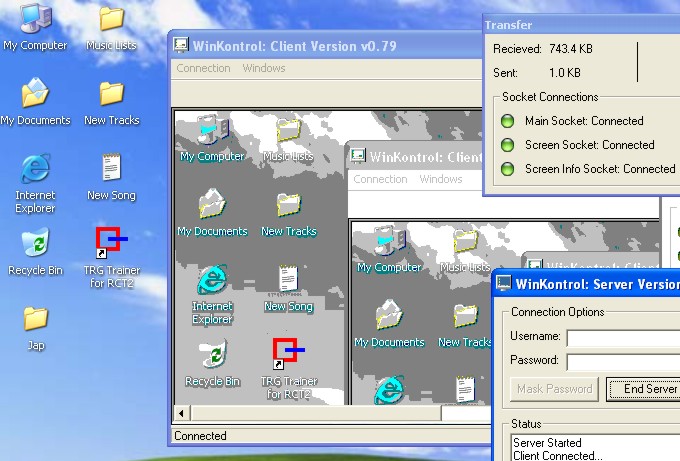 My Computer
Music Lists
My Documents
New Tracks
Internet
Explorer
New Song
Recycle Bin
TRG Trainer
for RCT2
Jap
WinKontrol: Client Version v0.79
Connection Windows
My Computer
Music Lists
My Documents
New Tracks
Internet
Explorer
New Song
Recycle Bin
TRG Trainer
for RCT2
WinKontrol: Client
Connection Windows
My Computer
Music Lists
My Documents
New Tracks
Connected
Transfer
Recieved: 743.4 KB
Sent: 1.0 KB
Socket Connections
Main Socket: Connected
Screen Socket: Connected
Screen Info Socket: Connected
WinKontrol: Server Version
Connection Options
Username:
Password:
Mask Password
End Server
Status
Server Started
Client Connected...